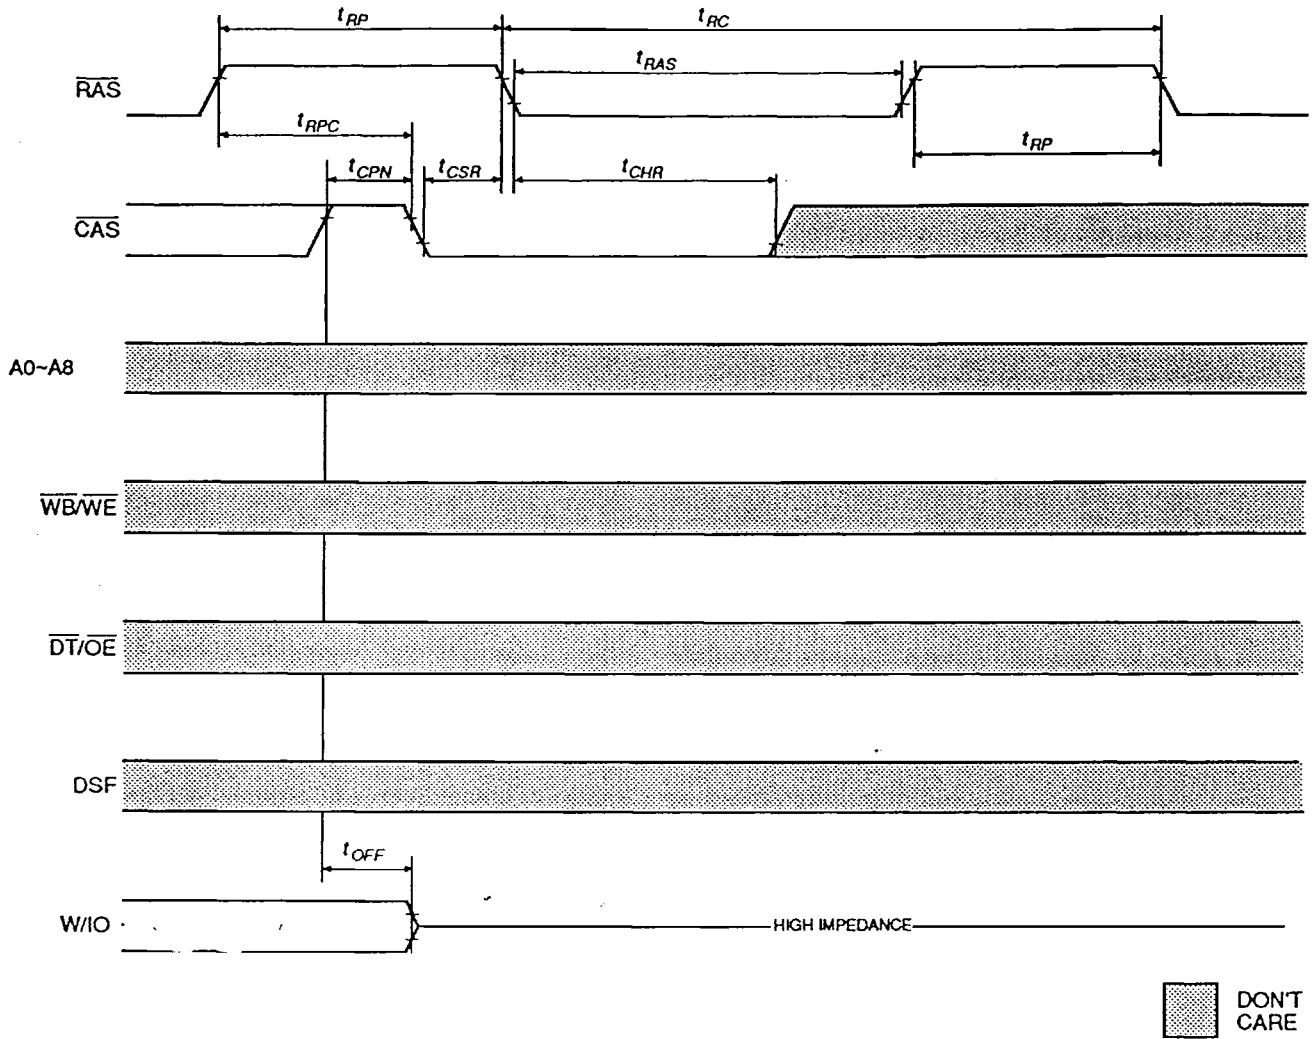 tRP
tRC
RAS
tRAS
tRPC
tRP
tCPN
tCSR
tCHR
CAS
A0~A8
WB/WE
DT/OE
DSF
tOFF
W/IO
HIGH IMPEDANCE
DON'T
CARE